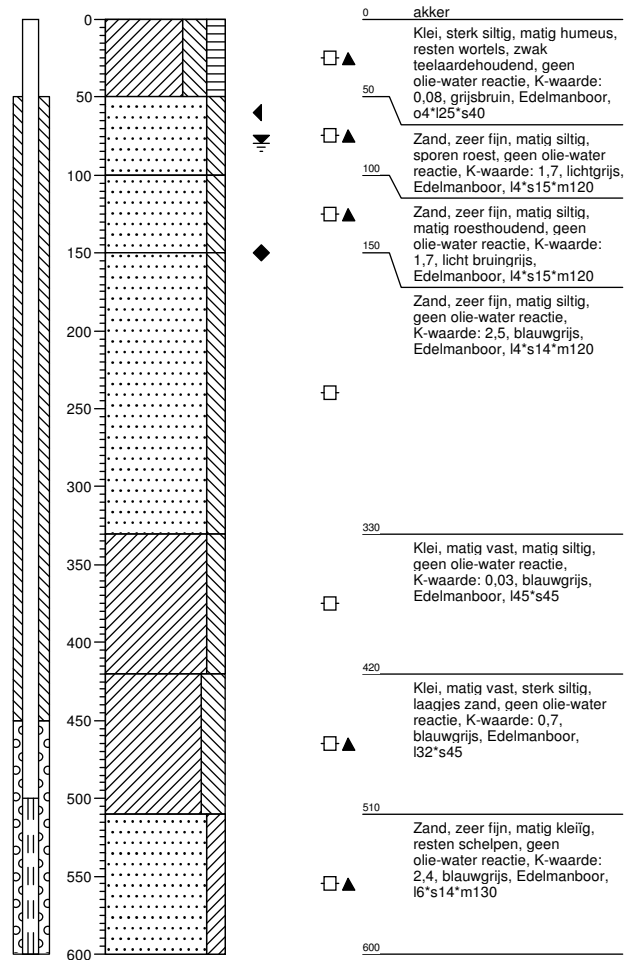 0
50
100
150
200
250
300
350
400
450
500
550
600
0 akker
Klei, sterk siltig, matig humeus,
resten wortels, zwak
teelaardehoudend, geen
olie-water reactie, K-waarde:
0,08, grijsbruin, Edelmanboor,
o4*l25*s40
50
Zand, zeer fijn, matig siltig,
sporen roest, geen olie-water
reactie, K-waarde: 1,7, lichtgrijs,
Edelmanboor, l4*s15*m120
100
Zand, zeer fijn, matig siltig,
matig roesthoudend, geen
olie-water reactie, K-waarde:
1,7, licht bruingrijs,
Edelmanboor, l4*s15*m120
150
Zand, zeer fijn, matig siltig,
geen olie-water reactie,
K-waarde: 2,5, blauwgrijs,
Edelmanboor, l4*s14*m120
330
Klei, matig vast, matig siltig,
geen olie-water reactie,
K-waarde: 0,03, blauwgrijs,
Edelmanboor, l45*s45
420
Klei, matig vast, sterk siltig,
laagjes zand, geen olie-water
reactie, K-waarde: 0,7,
blauwgrijs, Edelmanboor,
l32*s45
510
Zand, zeer fijn, matig kleiïg,
resten schelpen, geen
olie-water reactie, K-waarde:
2,4, blauwgrijs, Edelmanboor,
l6*s14*m130
600